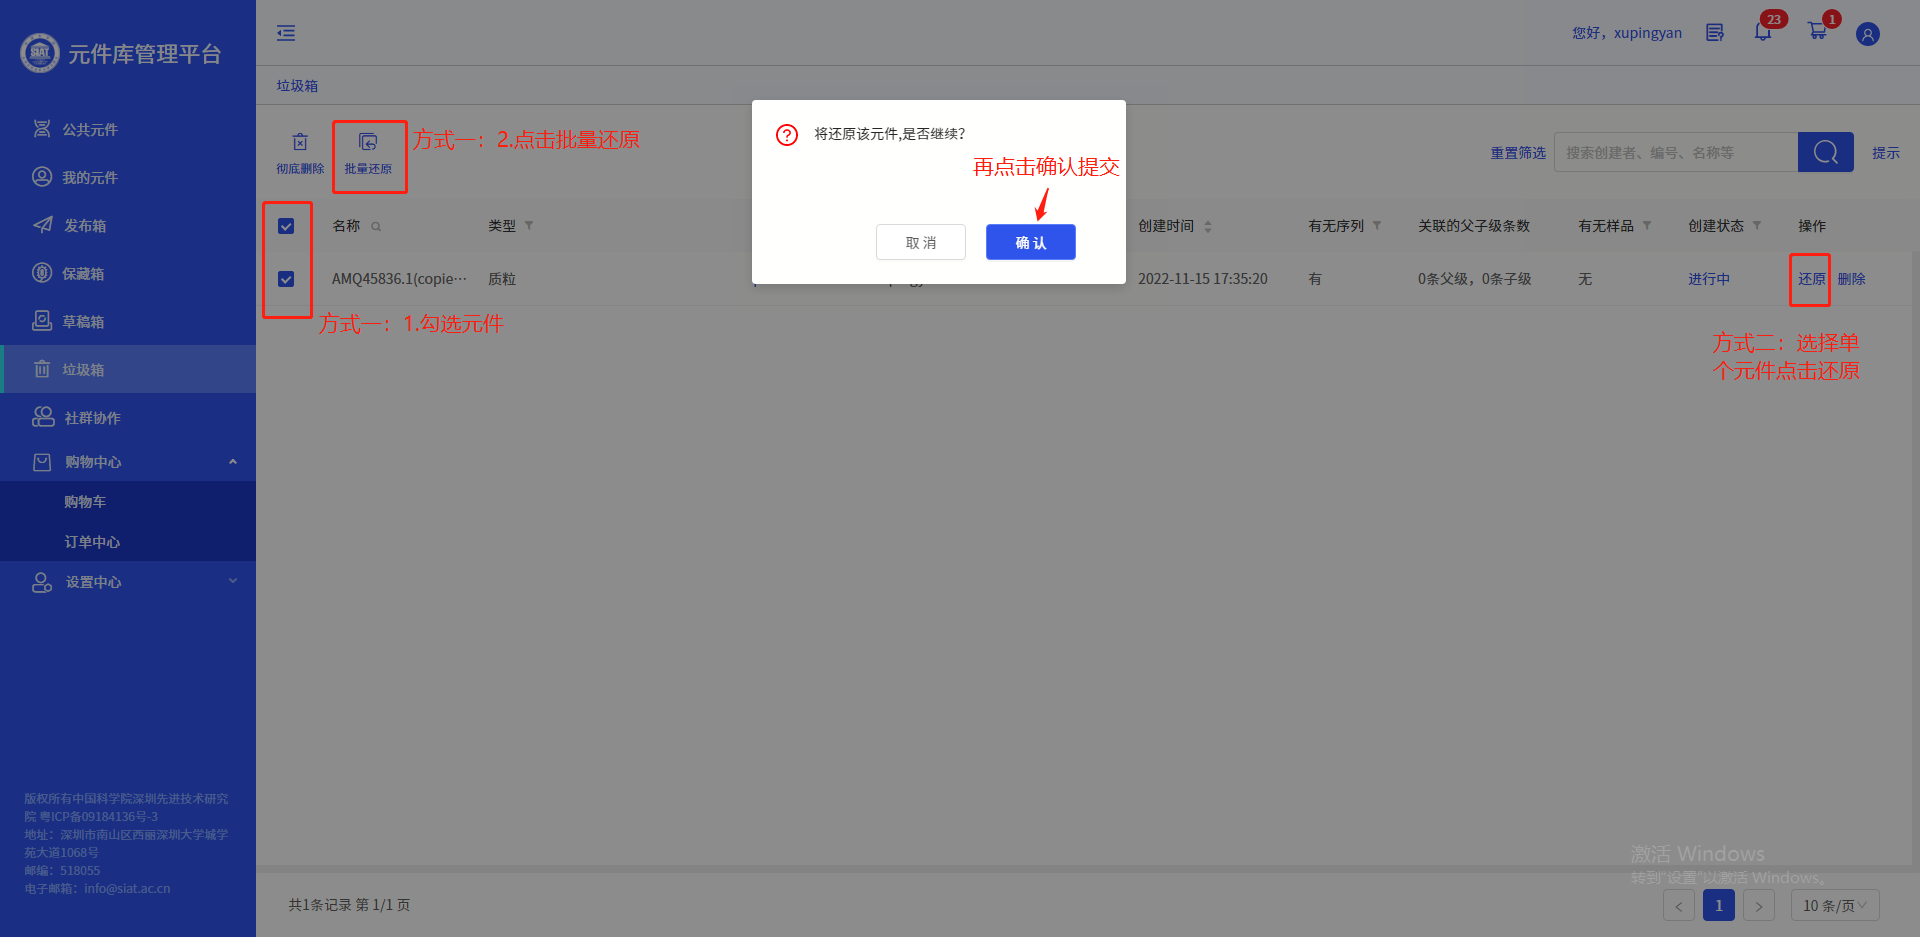 SIAT
元件库管理平台
公共元件
我的元件
发布箱
保藏箱
草稿箱
垃圾箱
社群协作
购物中心
购物车
订单中心
设置中心
版权所有中国科学院深圳先进技术研究
院 粤ICP备09184136号-3
地址：深圳市南山区西丽深圳大学城学
苑大道1068号
邮编：518055
电子邮箱：info@siat.ac.cn
您好，xupingyan
23
1
垃圾箱
彻底删除
批量还原
方式一：2.点击批量还原
重置筛选
搜索创建者、编号、名称等
提示
将还原该元件,是否继续?
再点击确认提交
取 消
确 认
名称
类型
创建时间
有无序列
关联的父子级条数
有无样品
创建状态
操作
AMQ45836.1(copie···
质粒
2022-11-15 17:35:20
有
0条父级，0条子级
无
进行中
还原
删除
方式一：1.勾选元件
方式二：选择单
个元件点击还原
激活 Windows
转到"设置"以激活 Windows。
共1条记录 第 1/1 页
<
1
>
10 条/页